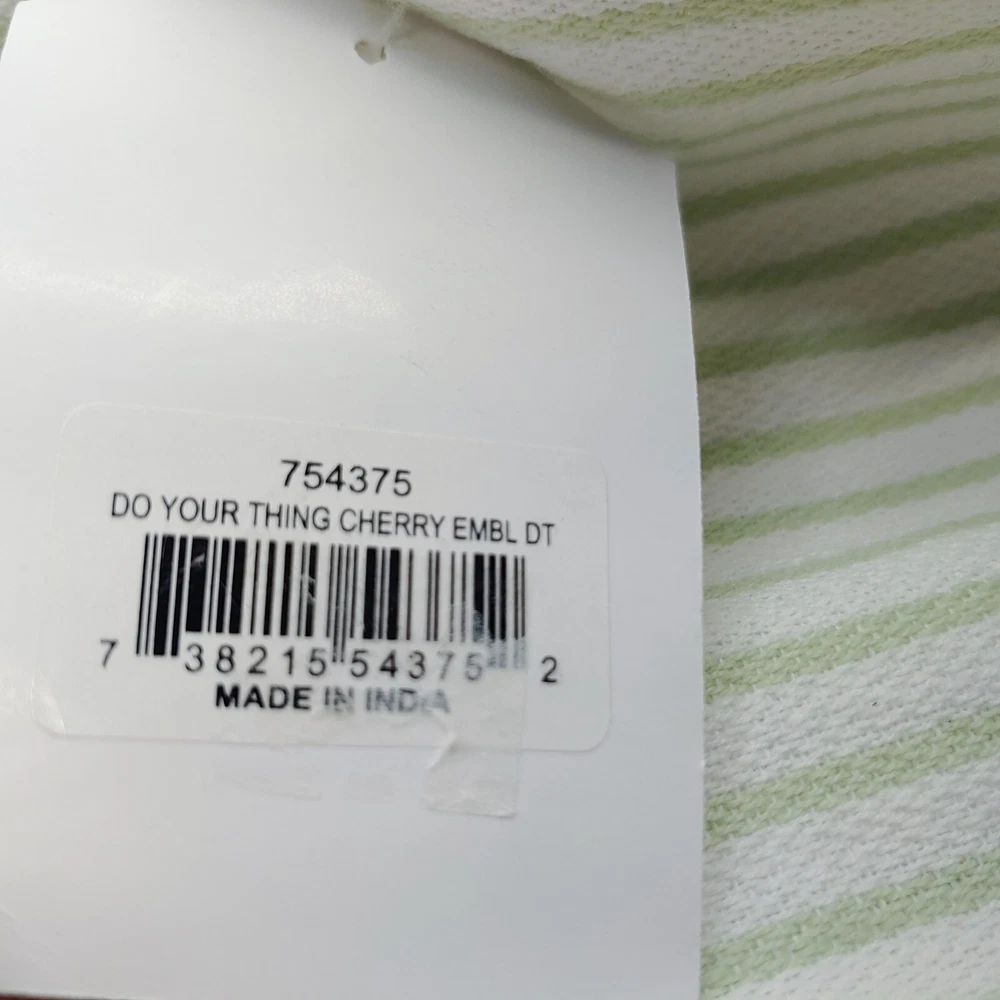 754375
DO YOUR THING CHERRY EMBL DT
7 38215 54375 2
MADE IN INDIA